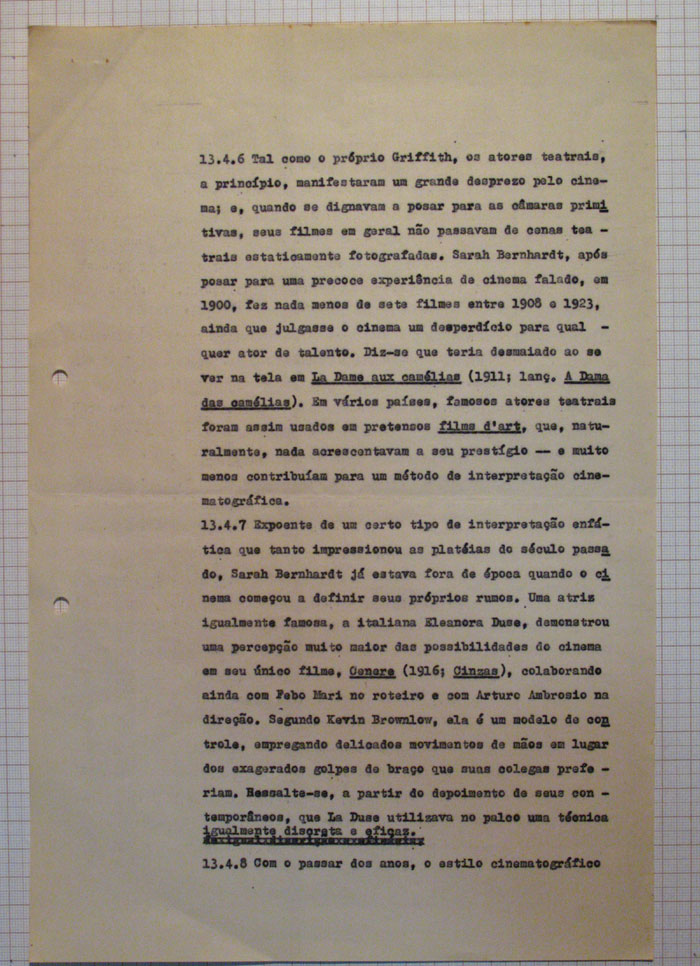 13.4.6 Tal como o próprio Griffith, os atores teatrais,
a princípio, manifestaram um grande desprezo pelo cine-
ma; e, quando se dignavam a posar para as câmaras primi
tivas, seus filmes em geral não passavam de cenas tea -
trais estaticamente fotografadas. Sarah Bernhardt, após
posar para uma precoce experiência de cinema falado, em
1900, fez nada menos de sete filmes entre 1908 e 1923,
ainda que julgasse o cinema um desperdício para qual -
quer ator de talento. Diz-se que teria desmaiado ao se
ver na tela em La Dame aux camélias (1911; lanç. A Dama
das camélias). Em vários países, famosos atores teatrais
foram assim usados em pretensos films d'art, que, natu-
ralmente, nada acrescentavam a seu prestígio — e muito
menos contribuíam para um método de interpretação cine-
matográfica.
13.4.7 Expoente de um certo tipo de interpretação enfá-
tica que tanto impressionou as platéias do século passa
do, Sarah Bernhardt já estava fora de época quando o ci
nema começou a definir seus próprios rumos. Uma atriz
igualmente famosa, a italiana Eleanora Duse, demonstrou
uma percepção muito maior das possibilidades do cinema
em seu único filme, Cenere (1916; Cinzas), colaborando
ainda com Febo Mari no roteiro e com Arturo Ambrosio na
direção. Segundo Kevin Brownlow, ela é um modelo de con
trole, empregando delicados movimentos de mãos em lugar
dos exagerados golpes de braço que suas colegas prefe -
riam. Ressalte-se, a partir do depoimento de seus con -
temporâneos, que La Duse utilizava no palco uma técnica
igualmente discreta e eficaz.
13.4.8 Com o passar dos anos, o estilo cinematográfico